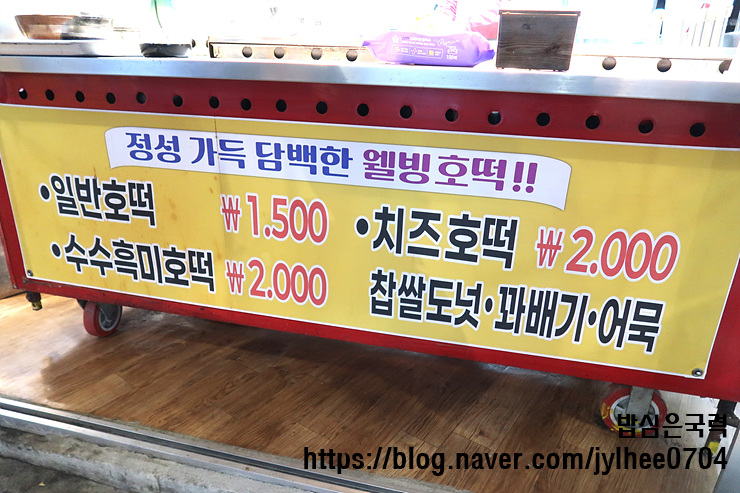 정성 가득 담백한 웰빙호떡!!
•일반호떡 ₩1.500
•수수흑미호떡 ₩2.000
•치즈호떡 ₩2.000
찹쌀도넛•꽈배기•어묵
밥심은국력
https://blog.naver.com/jylhee0704